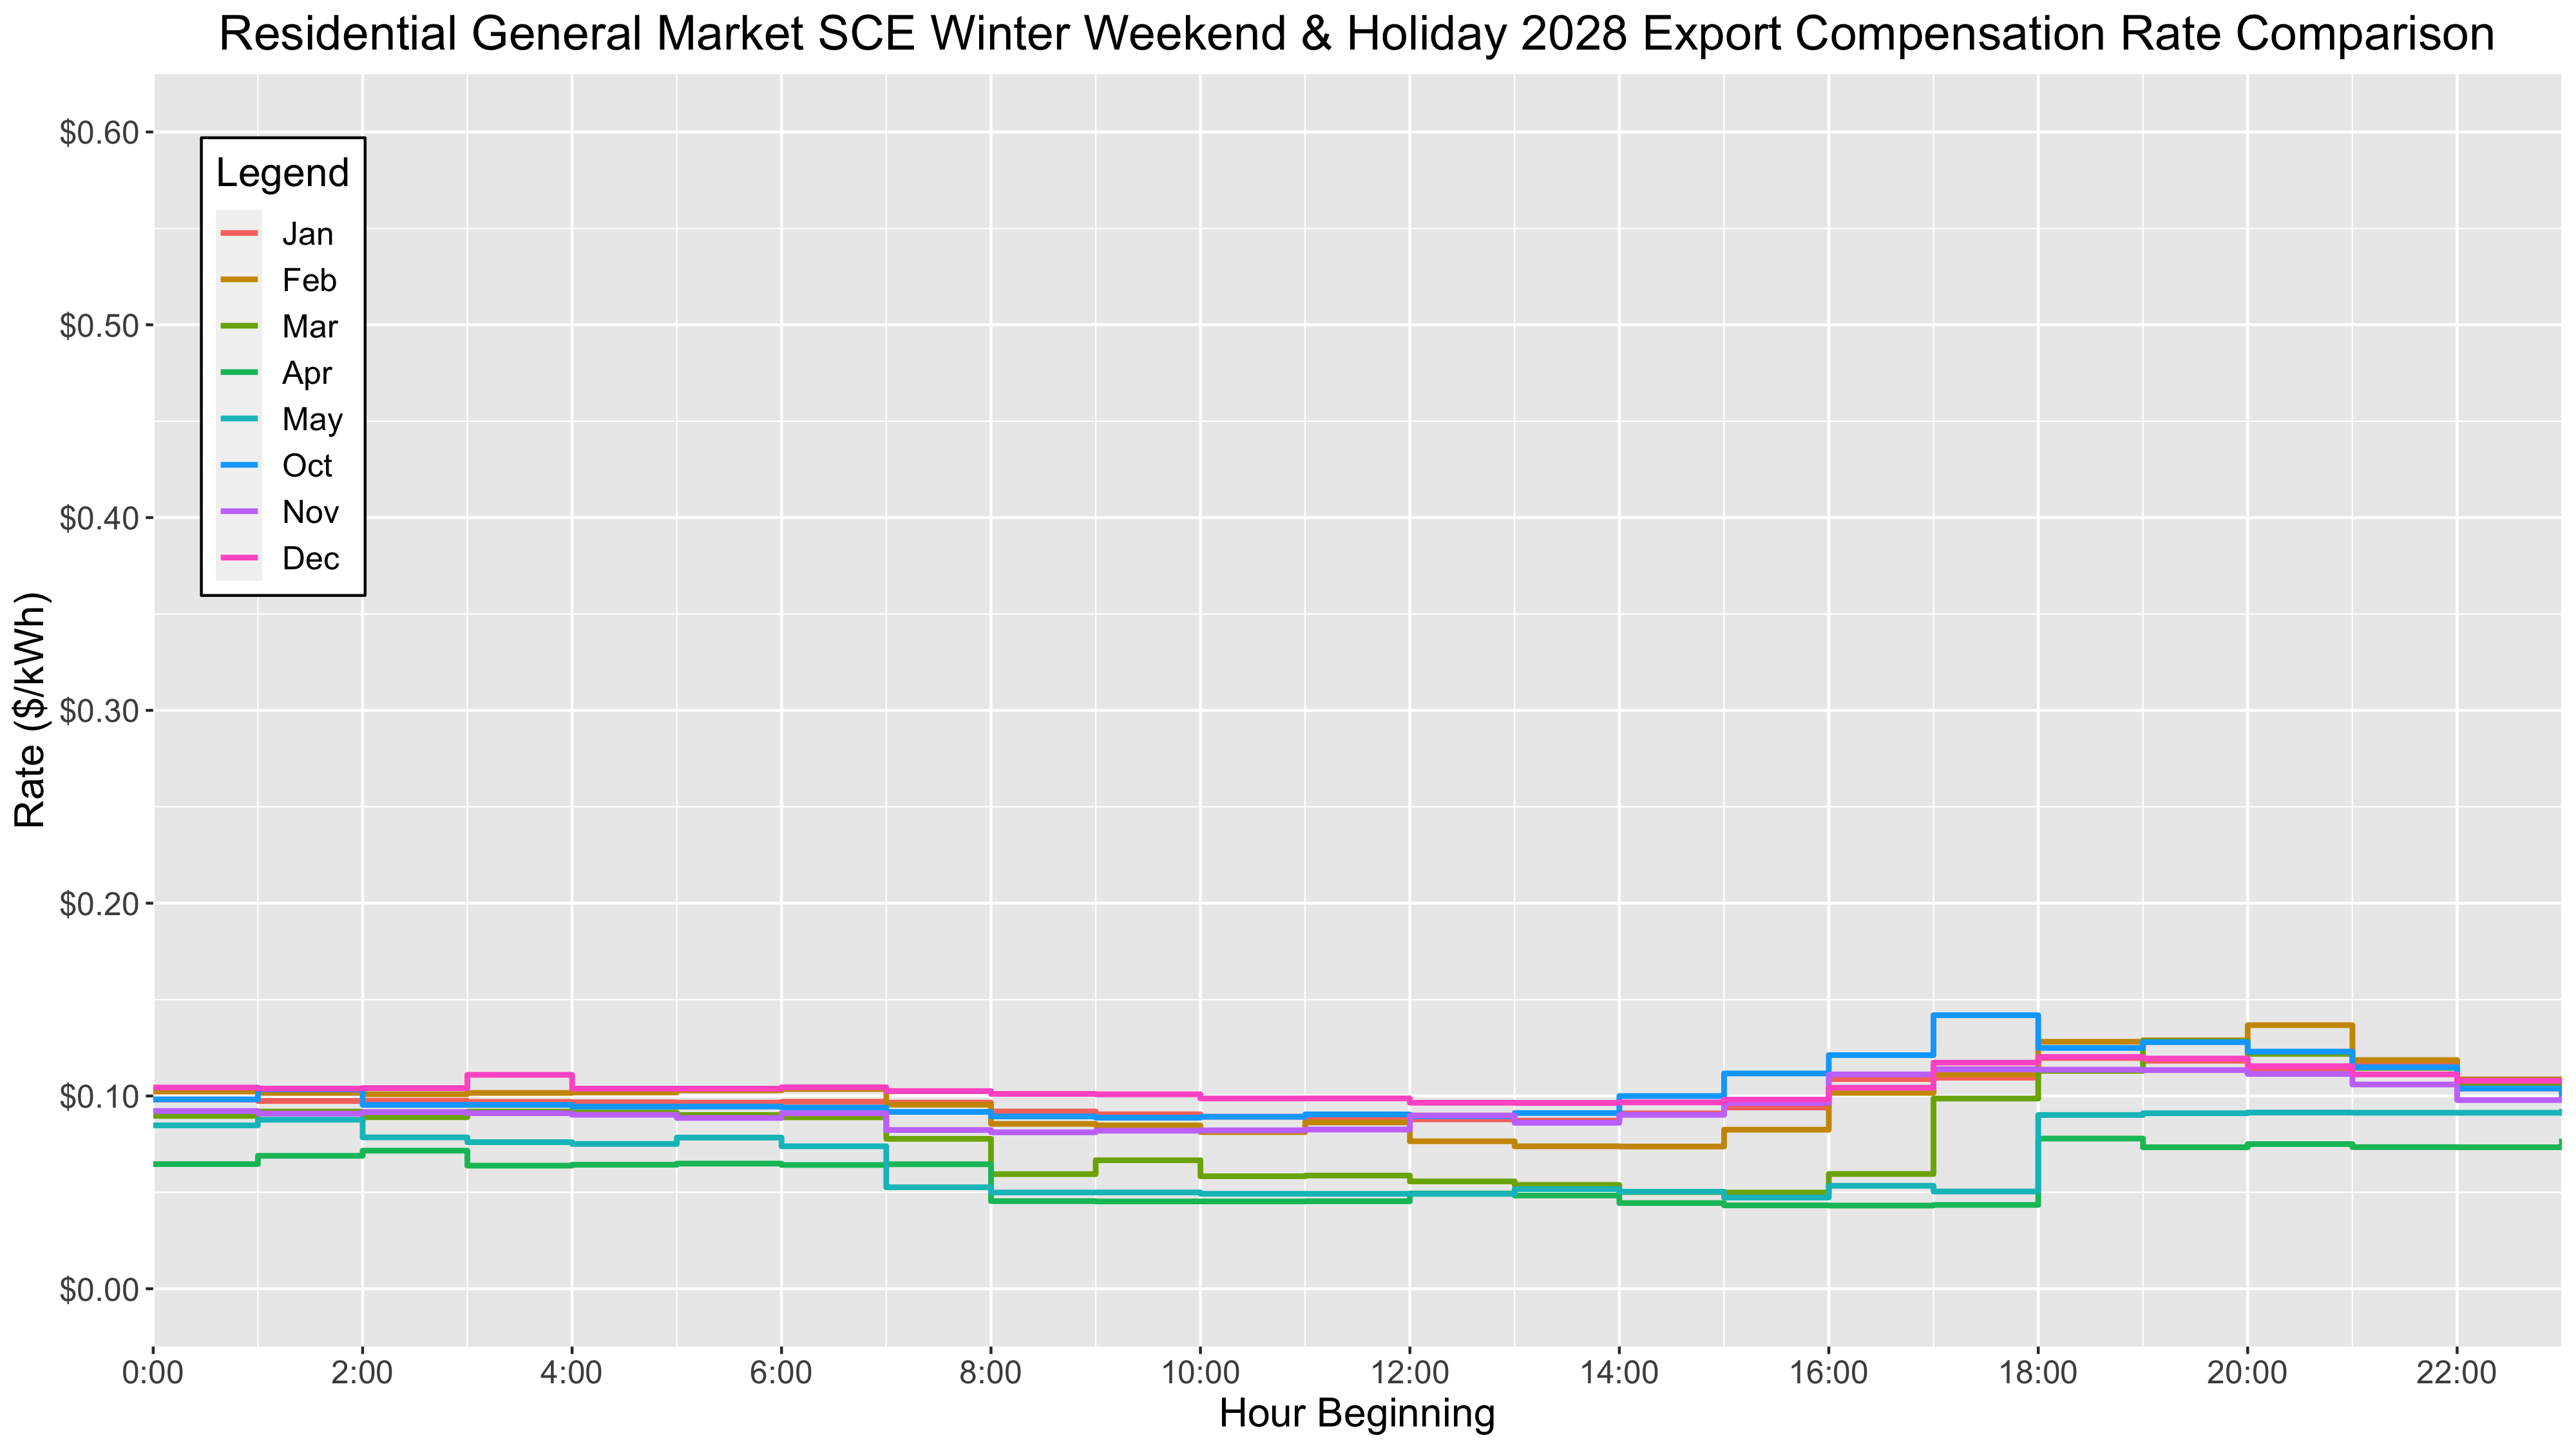 Residential General Market SCE Winter Weekend & Holiday 2028 Export Compensation Rate Comparison
Legend
Jan
Feb
Mar
Apr
May
Oct
Nov
Dec
Rate ($/kWh)
$0.60
$0.50
$0.40
$0.30
$0.20
$0.10
$0.00
0:00 2:00 4:00 6:00 8:00 10:00 12:00 14:00 16:00 18:00 20:00 22:00
Hour Beginning